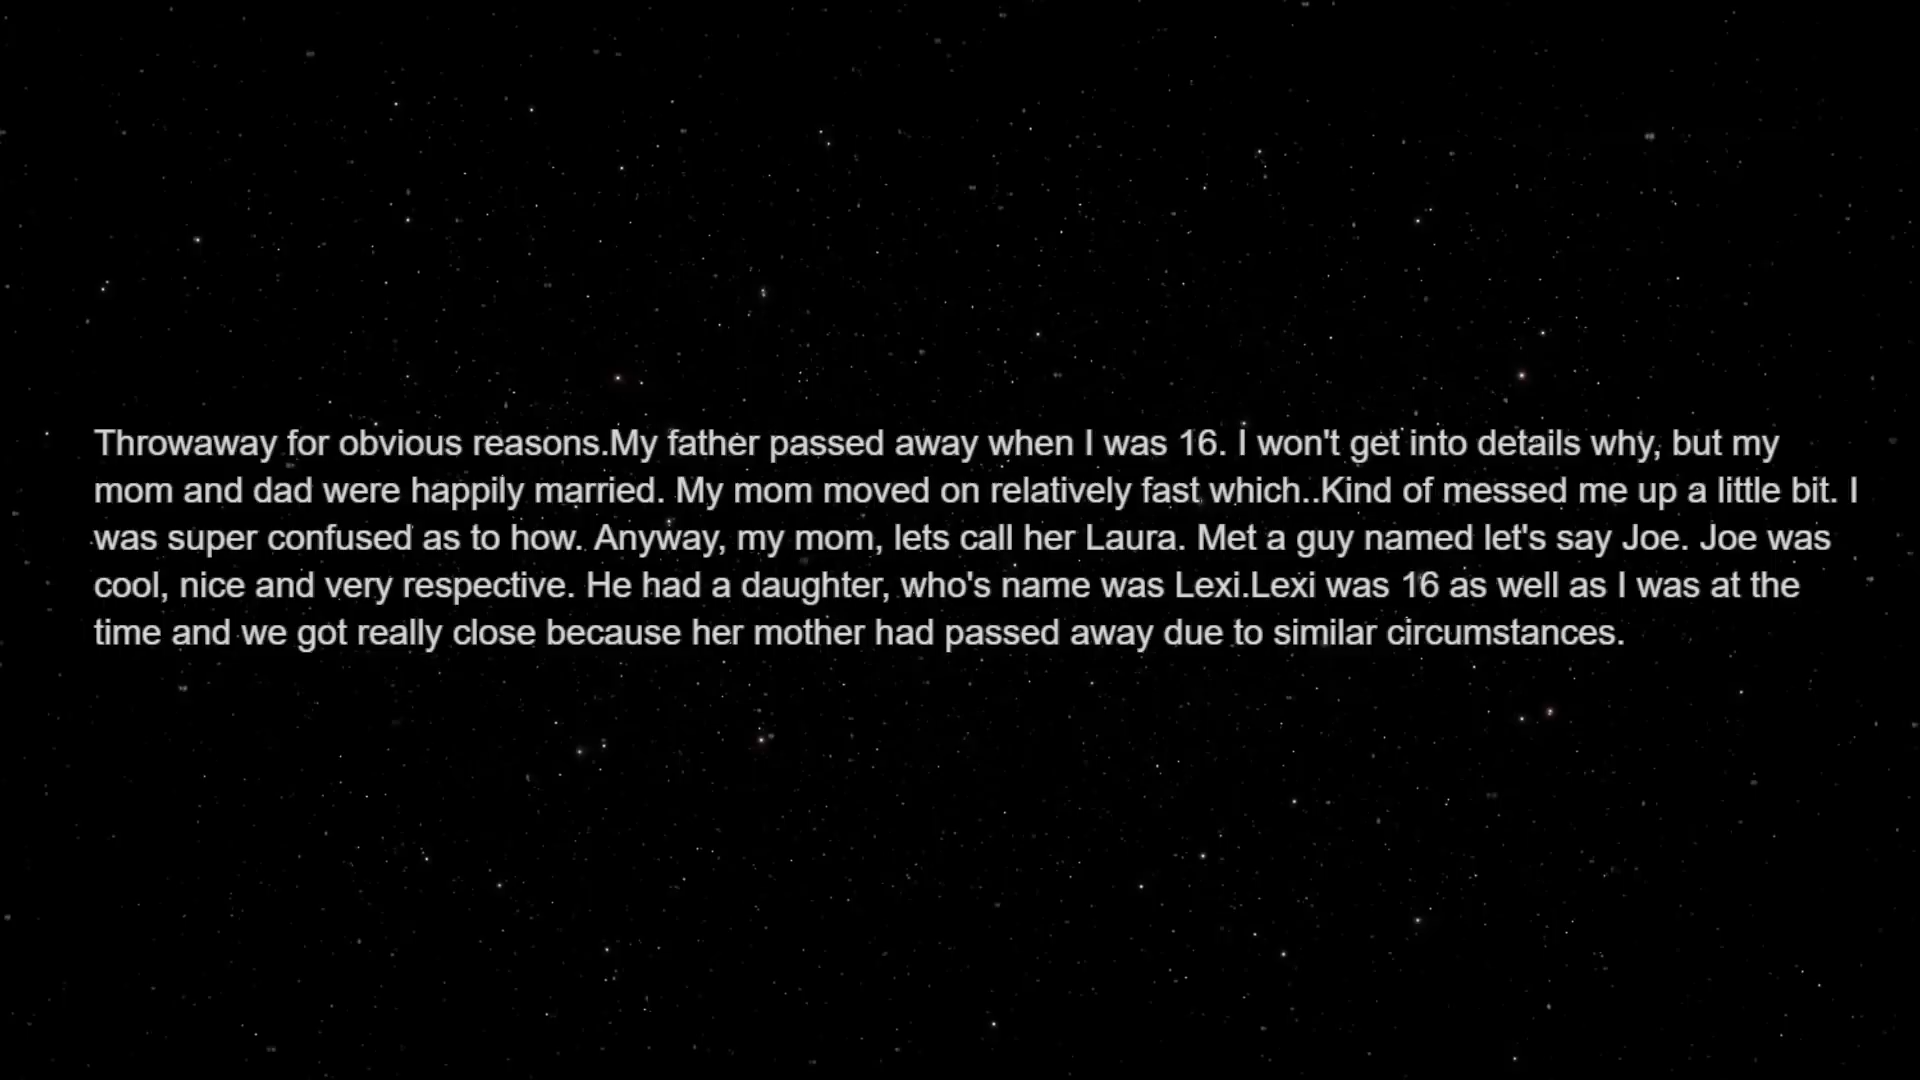 Throwaway for obvious reasons.My father passed away when I was 16. I won't get into details why, but my
mom and dad were happily married. My mom moved on relatively fast which..Kind of messed me up a little bit. I
was super confused as to how. Anyway, my mom, lets call her Laura. Met a guy named let's say Joe. Joe was
cool, nice and very respective. He had a daughter, who's name was Lexi.Lexi was 16 as well as I was at the
time and we got really close because her mother had passed away due to similar circumstances.